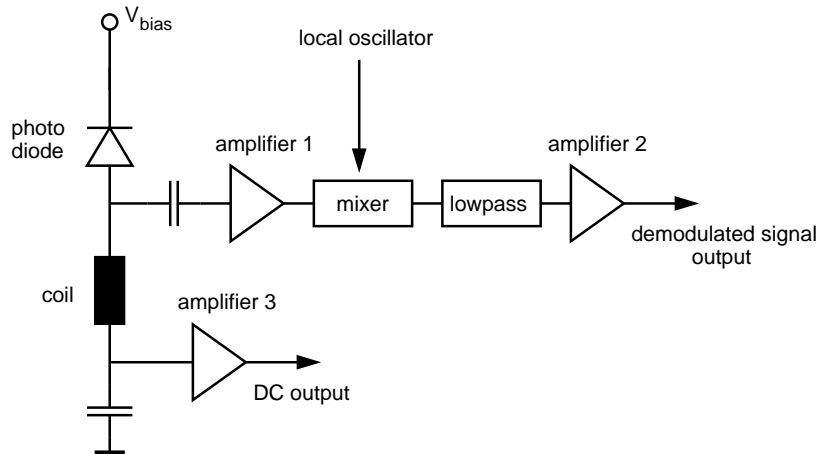 V_bias
local oscillator
photo
diode
amplifier 1
amplifier 2
mixer
lowpass
demodulated signal
output
coil
amplifier 3
DC output